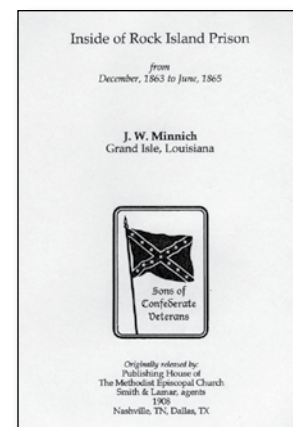 Inside of Rock Island Prison
from
December, 1863 to June, 1865
J. W. Minnich
Grand Isle, Louisiana
Sons of
Confederate
Veterans
Originally released by:
Publishing House of
The Methodist Episcopal Church
Smith & Lamar, agents
1908
Nashville, TN, Dallas, TX